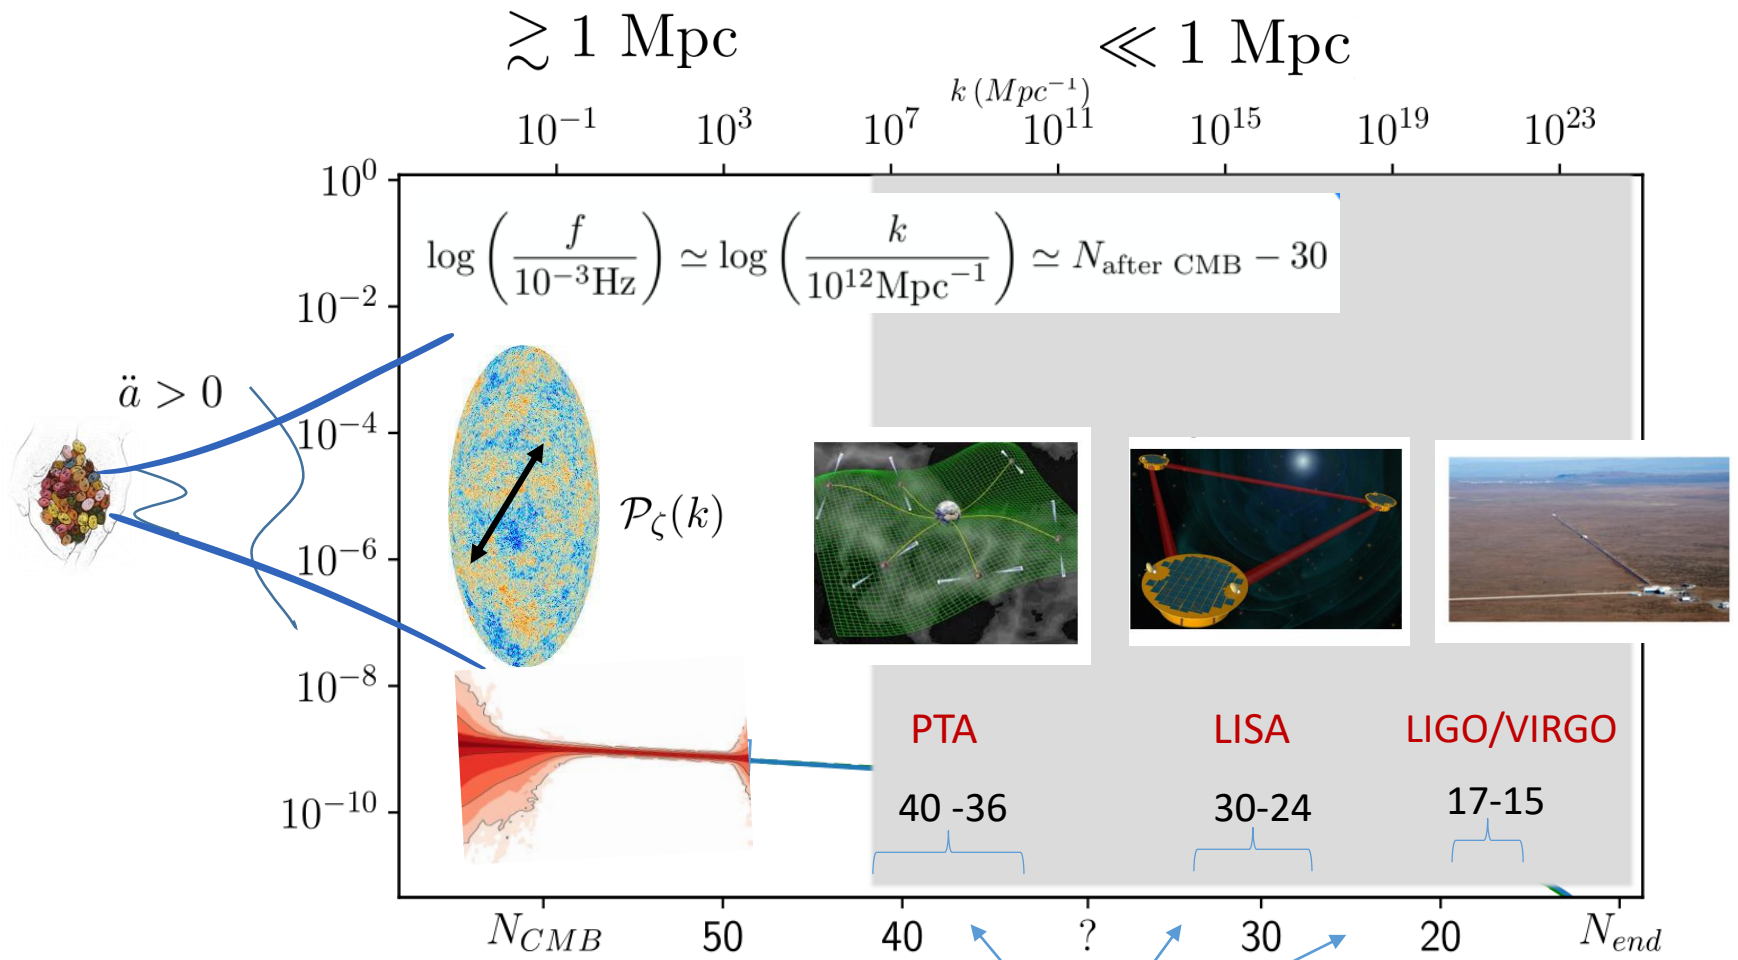 ≳ 1 Mpc ≪ 1 Mpc
k (Mpc⁻¹)
10⁻¹ 10³ 10⁷ 10¹¹ 10¹⁵ 10¹⁹ 10²³
10⁰
log (f / 10⁻³Hz) ≃ log (k / 10¹²Mpc⁻¹) ≃ N_after CMB − 30
10⁻²
ä > 0
10⁻⁴
P_ζ(k)
10⁻⁶
10⁻⁸
PTA LISA LIGO/VIRGO
10⁻¹⁰ 40 -36 30-24 17-15
N_CMB 50 40 ? 30 20 N_end